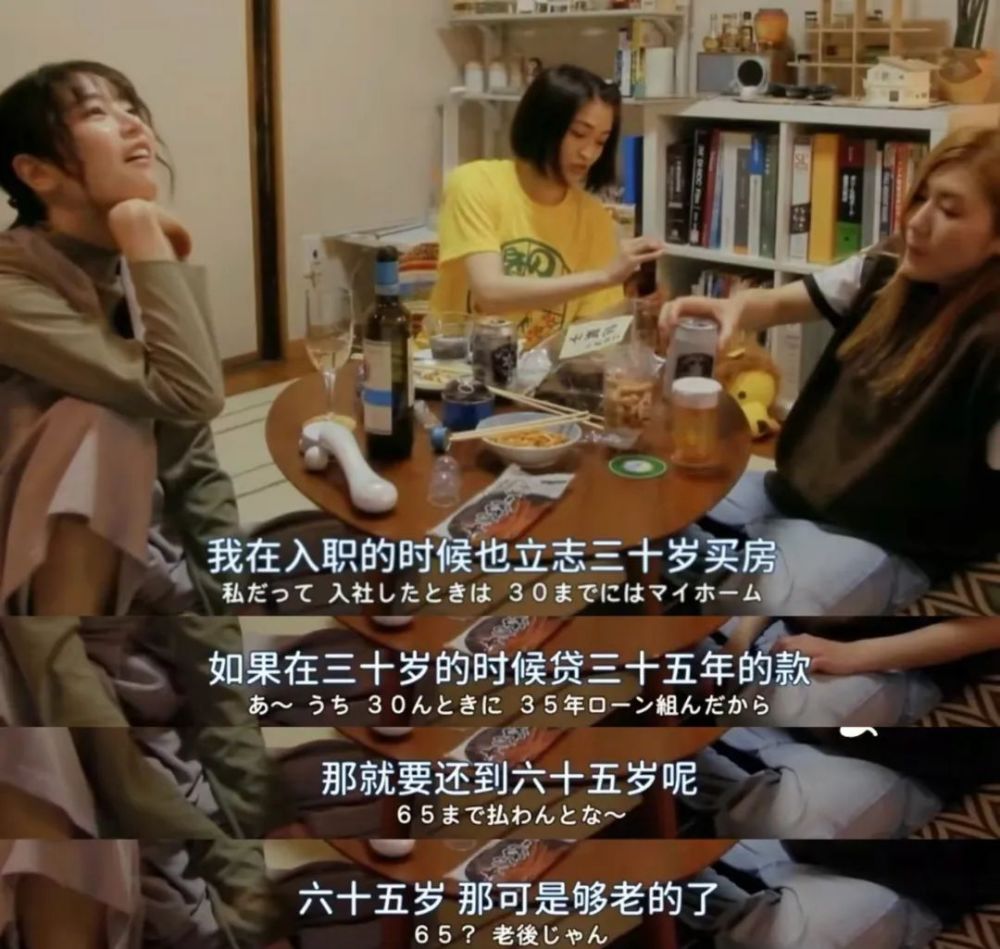 我在入职的时候也立志三十岁买房
私だって 入社したときは 30までにはマイホーム
如果在三十岁的时候贷三十五年的款
あ～ うち 30んときに 35年ローン組んだから
那就要还到六十五岁呢
65まで払わんとな～
六十五岁 那可是够老的了
65? 老後じゃん